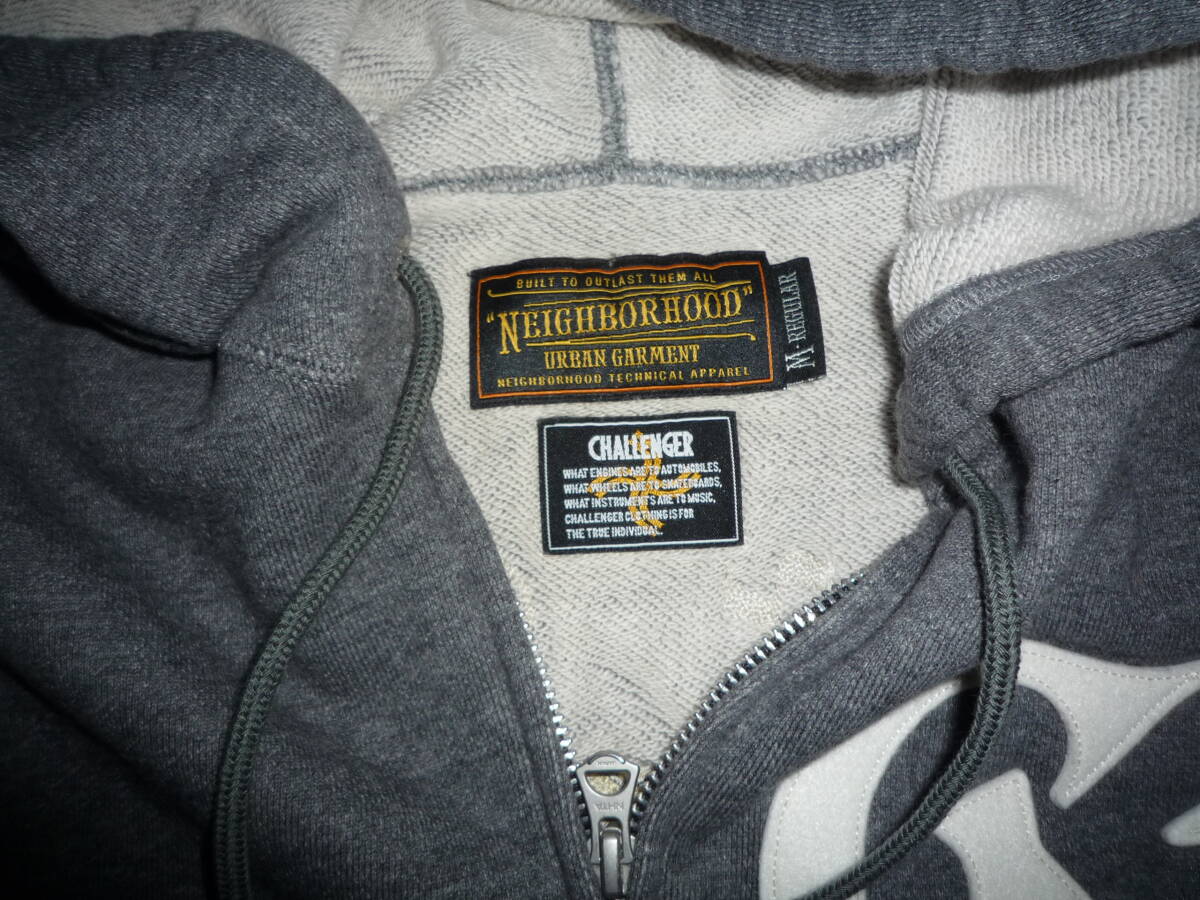 BUILT TO OUTLAST THEM ALL
"NEIGHBORHOOD"
URBAN GARMENT
NEIGHBORHOOD TECHNICAL APPAREL
M-REGULAR
CHALLENGER
WHAT ENGINES ARE TO AUTOMOBILES,
WHAT WHEELS ARE TO SKATEBOARDS,
WHAT INSTRUMENTS ARE TO MUSIC,
CHALLENGER CLOTHING IS FOR
THE TRUE INDIVIDUAL.